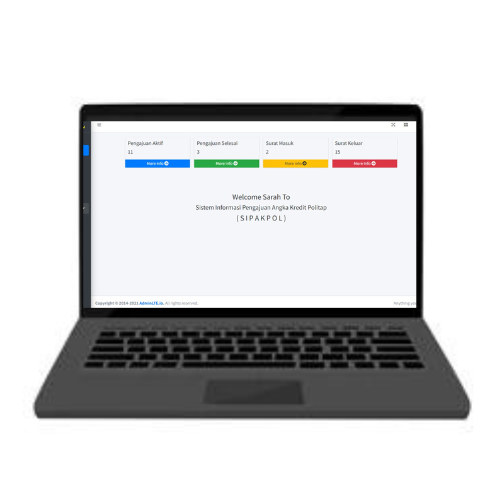 Pengajuan Aktif
11
More info
Pengajuan Selesai
3
More info
Surat Masuk
2
More info
Surat Keluar
15
More info
Welcome Sarah To
Sistem Informasi Pengajuan Angka Kredit Politap
(SIPAKPOL)
Copyright © 2014-2021 AdminLTE.io. All rights reserved.
Anything you